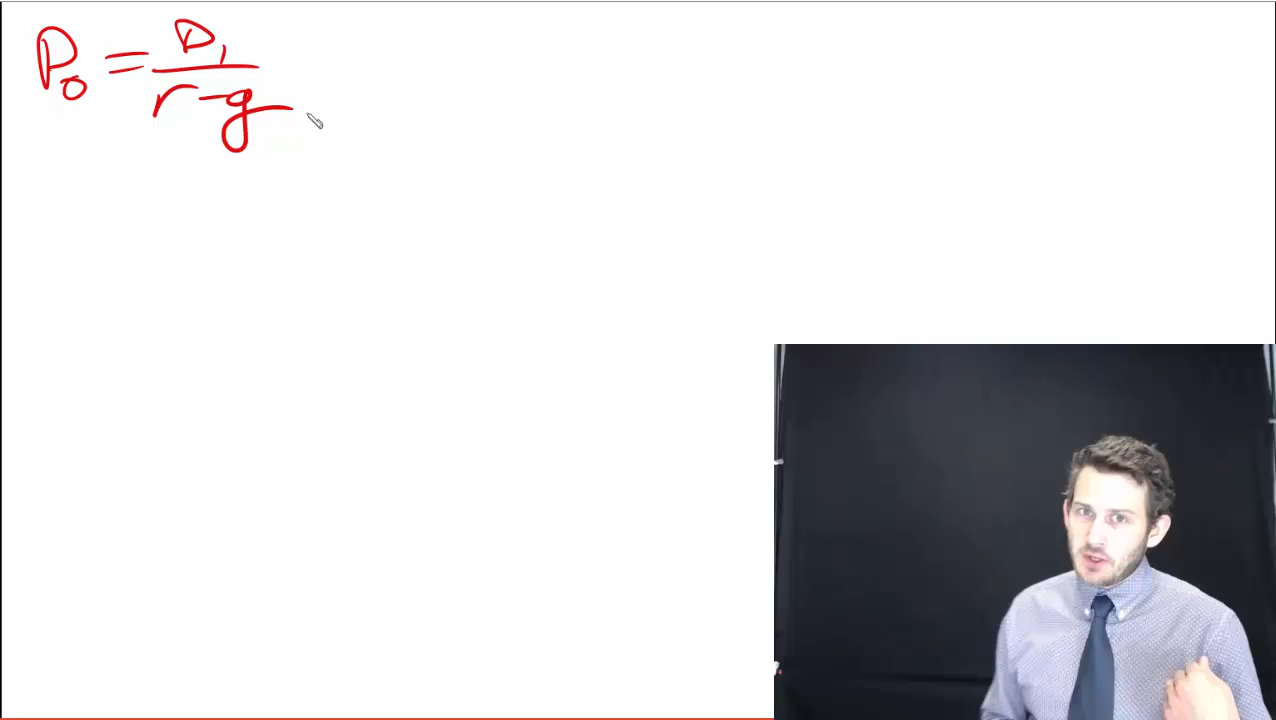 P₀ = D₁ / r - g